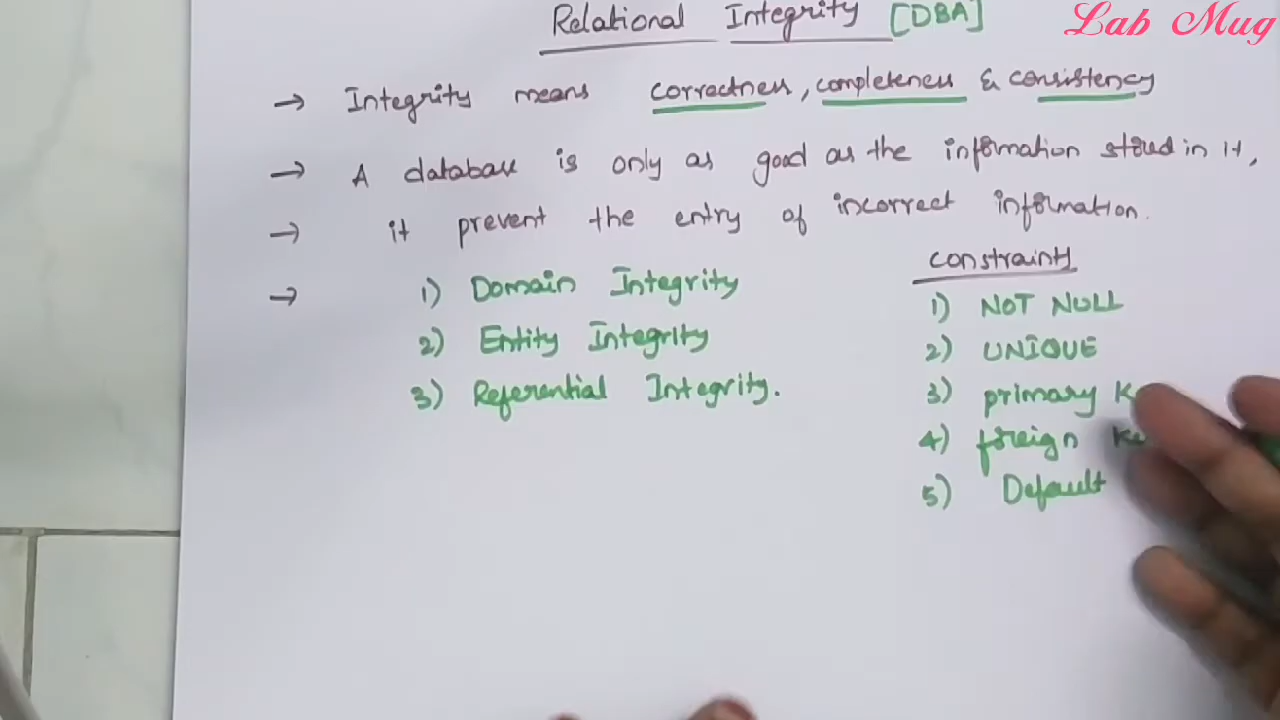 Relational Integrity [DBA]
Lab Mug
→ Integrity means correctness, completeness & consistency
→ A database is only as good as the information stored in it,
→ it prevent the entry of incorrect information.
→ 1) Domain Integrity
2) Entity Integrity
3) Referential Integrity.
constraints
1) NOT NULL
2) UNIQUE
3) primary K
4) foreign Ke
5) Default